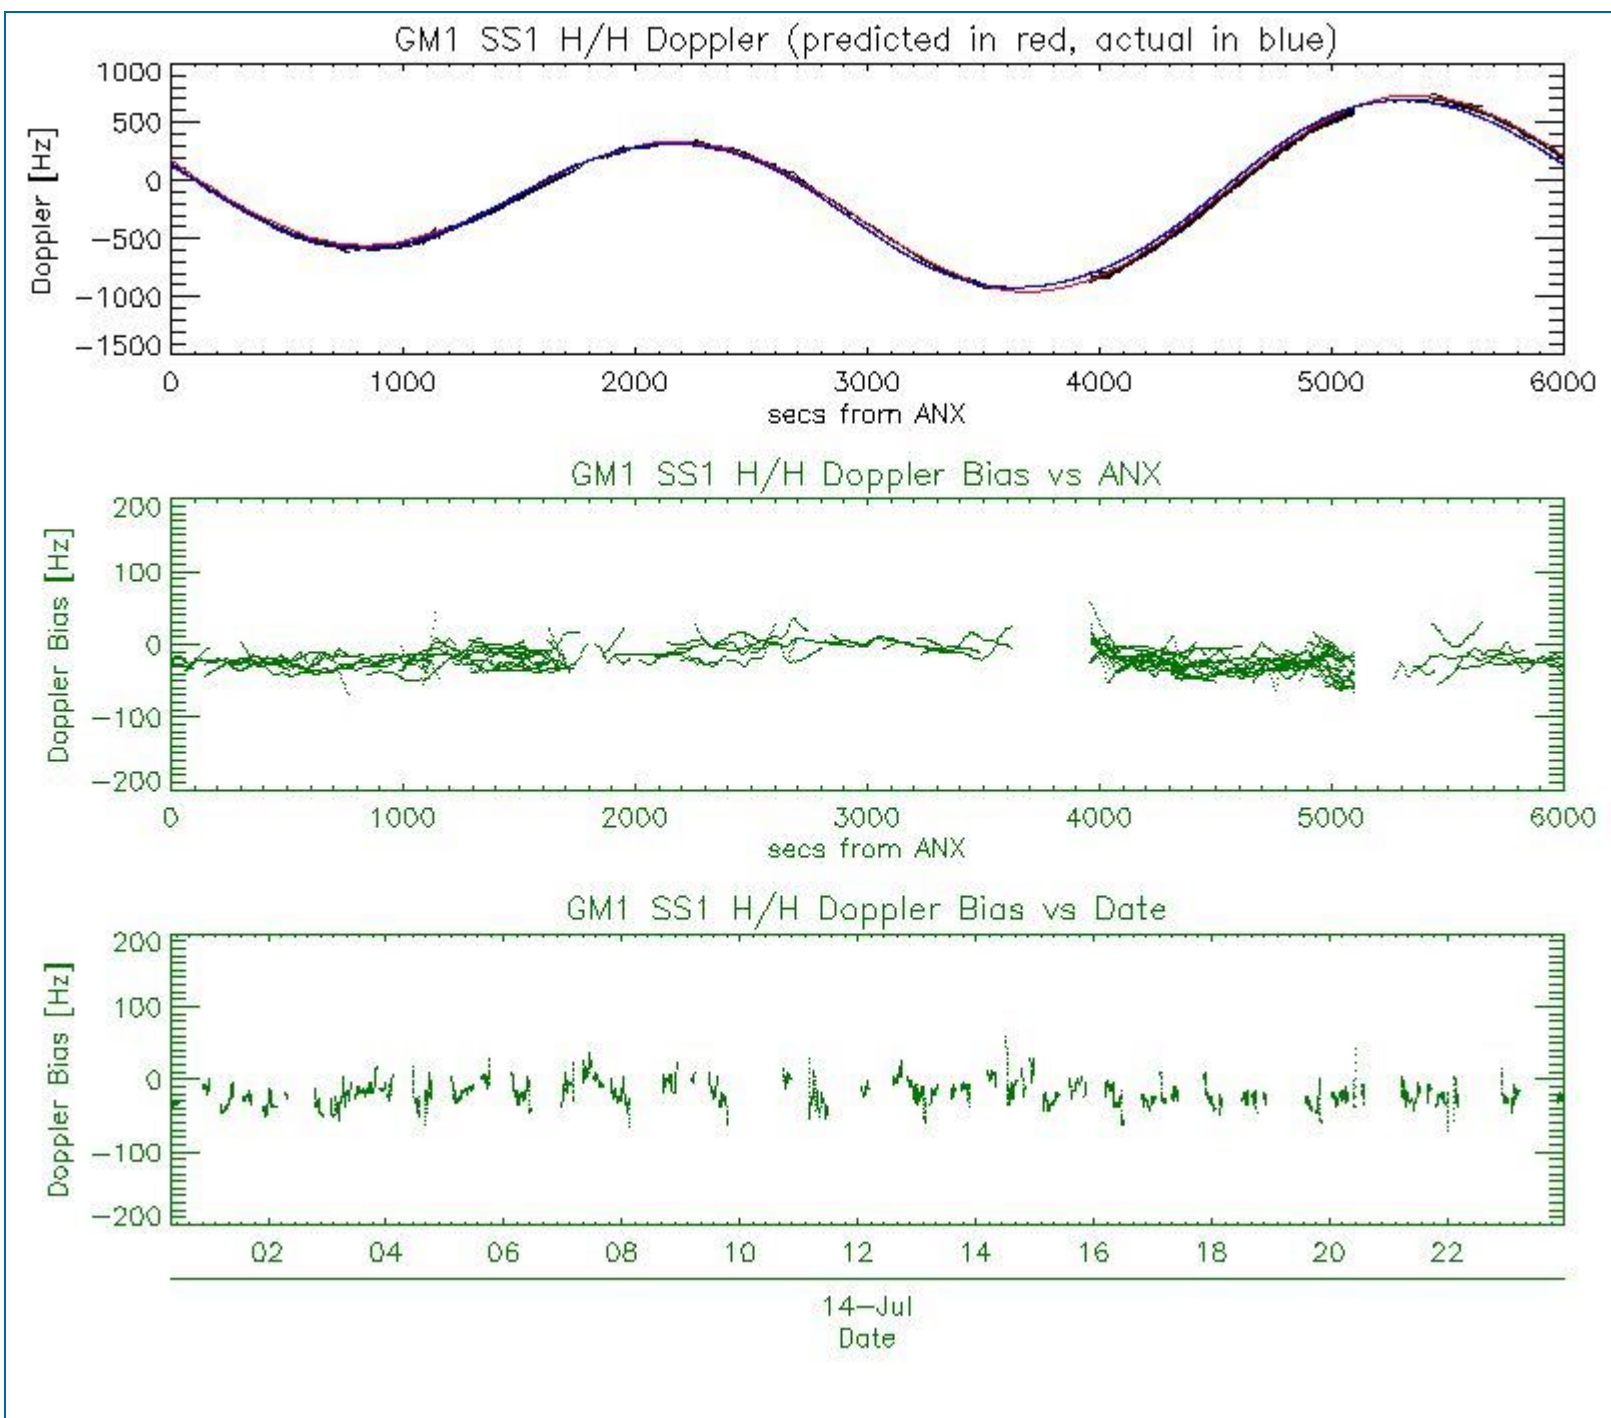 GM1 SS1 H/H Doppler (predicted in red, actual in blue)
1000
500
0
−500
−1000
−1500
Doppler [Hz]
0 1000 2000 3000 4000 5000 6000
secs from ANX
GM1 SS1 H/H Doppler Bias vs ANX
200
100
0
−100
−200
Doppler Bias [Hz]
0 1000 2000 3000 4000 5000 6000
secs from ANX
GM1 SS1 H/H Doppler Bias vs Date
200
100
0
−100
−200
Doppler Bias [Hz]
02 04 06 08 10 12 14 16 18 20 22
14−Jul
Date